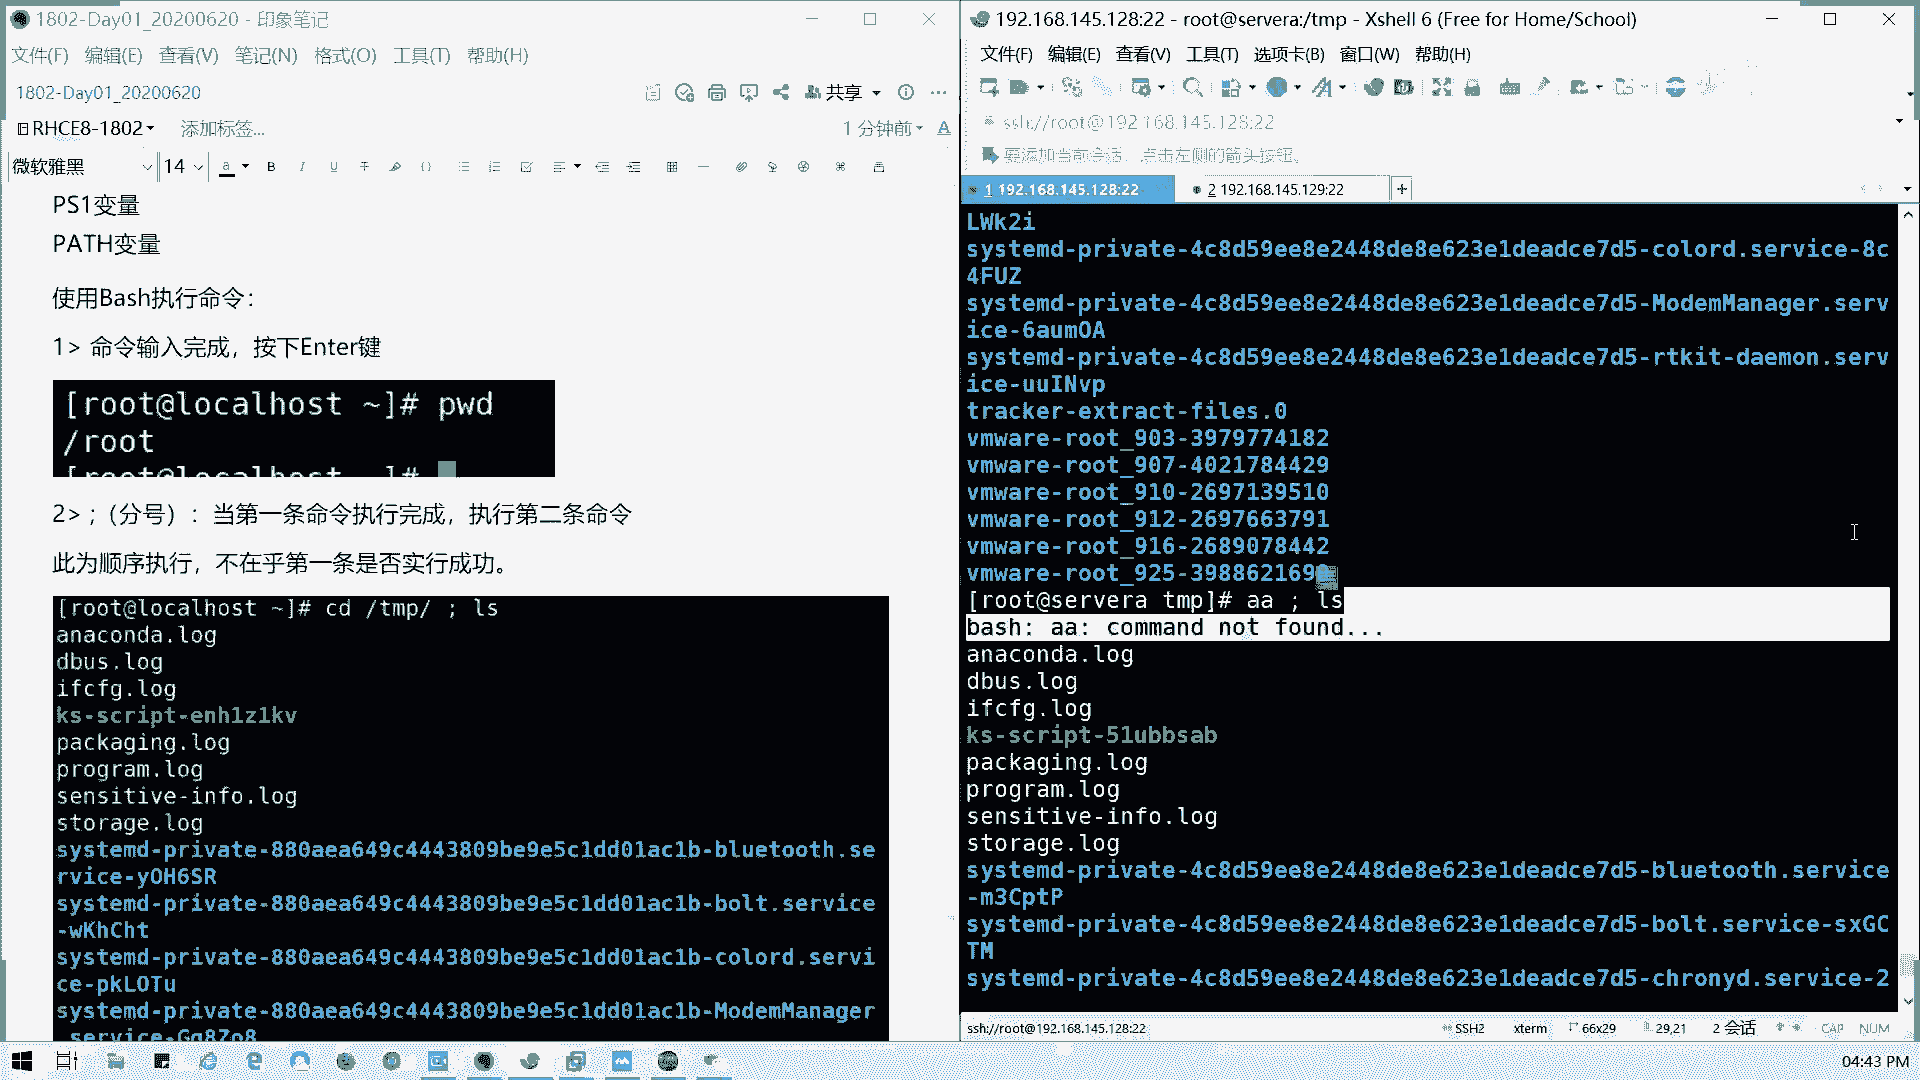 1802-Day01_20200620 - 印象笔记
文件(F) 编辑(E) 查看(V) 笔记(N) 格式(O) 工具(T) 帮助(H)
1802-Day01_20200620
共享
RHCE8-1802
添加标签...
1 分钟前
微软雅黑
14
PS1变量
PATH变量
使用Bash执行命令：
1> 命令输入完成，按下Enter键
[root@localhost ~]# pwd
/root
[root@localhost ~]#
2> ；（分号）：当第一条命令执行完成，执行第二条命令
此为顺序执行，不在乎第一条是否实行成功。
[root@localhost ~]# cd /tmp/ ; ls
anaconda.log
dbus.log
ifcfg.log
ks-script-enh1z1kv
packaging.log
program.log
sensitive-info.log
storage.log
systemd-private-880aea649c4443809be9e5c1dd01ac1b-bluetooth.se
rvice-yOH6SR
systemd-private-880aea649c4443809be9e5c1dd01ac1b-bolt.service
-wKhCht
systemd-private-880aea649c4443809be9e5c1dd01ac1b-colord.servi
ce-pkLOTu
systemd-private-880aea649c4443809be9e5c1dd01ac1b-ModemManager
.service-Gg8Zo8
192.168.145.128:22 - root@servera:/tmp - Xshell 6 (Free for Home/School)
文件(F) 编辑(E) 查看(V) 工具(T) 选项卡(B) 窗口(W) 帮助(H)
ssh://root@192.168.145.128:22
要添加当前会话，点击左侧的箭头按钮。
1 192.168.145.128:22
2 192.168.145.129:22
LWk2i
systemd-private-4c8d59ee8e2448de8e623e1deadce7d5-colord.service-8c
4FUZ
systemd-private-4c8d59ee8e2448de8e623e1deadce7d5-ModemManager.serv
ice-6aumOA
systemd-private-4c8d59ee8e2448de8e623e1deadce7d5-rtkit-daemon.serv
ice-uuINvp
tracker-extract-files.0
vmware-root_903-3979774182
vmware-root_907-4021784429
vmware-root_910-2697139510
vmware-root_912-2697663791
vmware-root_916-2689078442
[root@servera tmp]# aa ; ls
bash: aa: command not found...
anaconda.log
dbus.log
ifcfg.log
ks-script-51ubbsab
packaging.log
program.log
sensitive-info.log
storage.log
systemd-private-4c8d59ee8e2448de8e623e1deadce7d5-bluetooth.service
-m3CptP
systemd-private-4c8d59ee8e2448de8e623e1deadce7d5-bolt.service-sxGC
TM
systemd-private-4c8d59ee8e2448de8e623e1deadce7d5-chronyd.service-2
ssh://root@192.168.145.128:22
SSH2
xterm
66x29
29,21
2 会话
CAP
NUM
04:43 PM